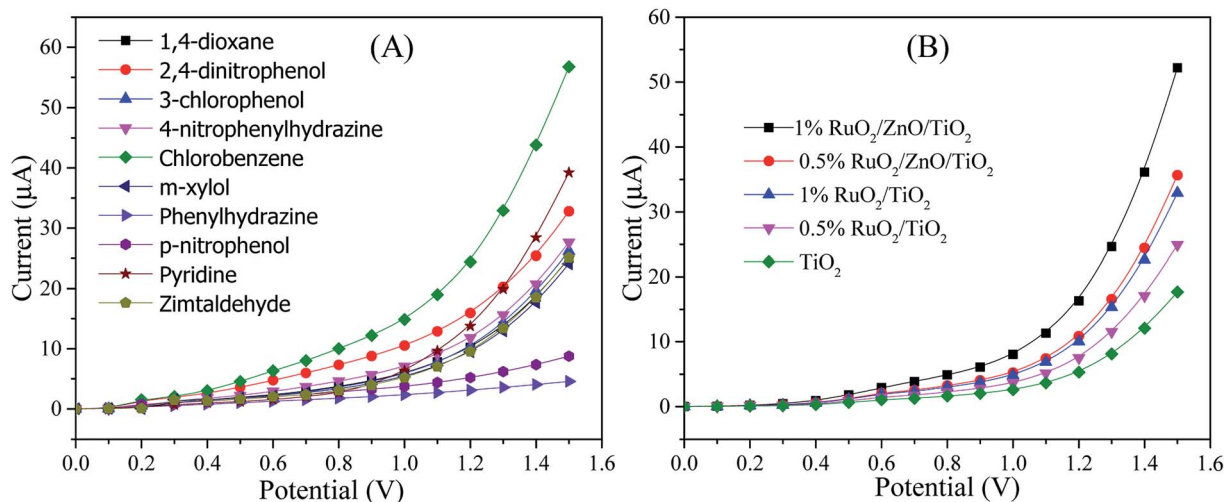 (A)
1,4-dioxane
2,4-dinitrophenol
3-chlorophenol
4-nitrophenylhydrazine
Chlorobenzene
m-xylol
Phenylhydrazine
p-nitrophenol
Pyridine
Zimtaldehyde
Current (µA)
60
50
40
30
20
10
0
0.0 0.2 0.4 0.6 0.8 1.0 1.2 1.4 1.6
Potential (V)
(B)
1% RuO₂/ZnO/TiO₂
0.5% RuO₂/ZnO/TiO₂
1% RuO₂/TiO₂
0.5% RuO₂/TiO₂
TiO₂
Current (µA)
60
50
40
30
20
10
0
0.0 0.2 0.4 0.6 0.8 1.0 1.2 1.4 1.6
Potential (V)